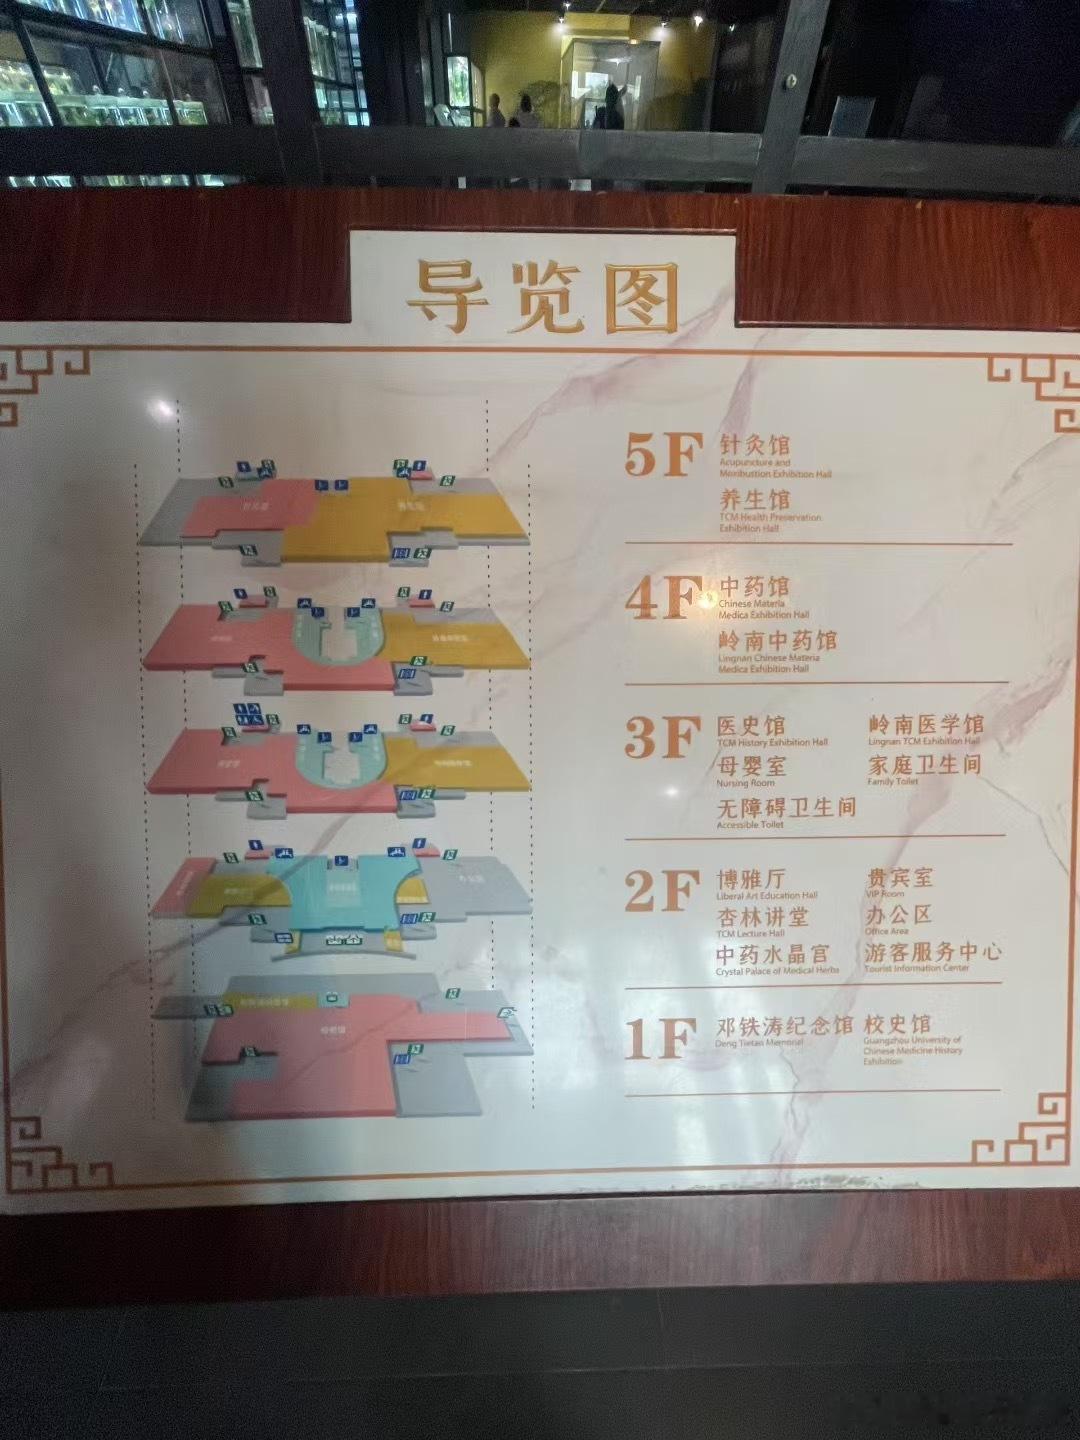 导览图
5F
针灸馆
Acupuncture and
Moxibustion Exhibition Hall
养生馆
TCM Health Preservation
Exhibition Hall
4F
中药馆
Chinese Materia
Medica Exhibition Hall
岭南中药馆
Lingnan Chinese Materia
Medica Exhibition Hall
3F
医史馆 岭南医学馆
TCM History Exhibition Hall Lingnan TCM Exhibition Hall
母婴室 家庭卫生间
Nursing Room Family Toilet
无障碍卫生间
Accessible Toilet
2F
博雅厅 贵宾室
Liberal Art Education Hall VIP Room
杏林讲堂 办公区
TCM Lecture Hall Office Area
中药水晶宫 游客服务中心
Crystal Palace of Medical Herbs Tourist Information Center
1F
邓铁涛纪念馆 校史馆
Deng Tietao Memorial Guangzhou University of
Chinese Medicine History
Exhibition